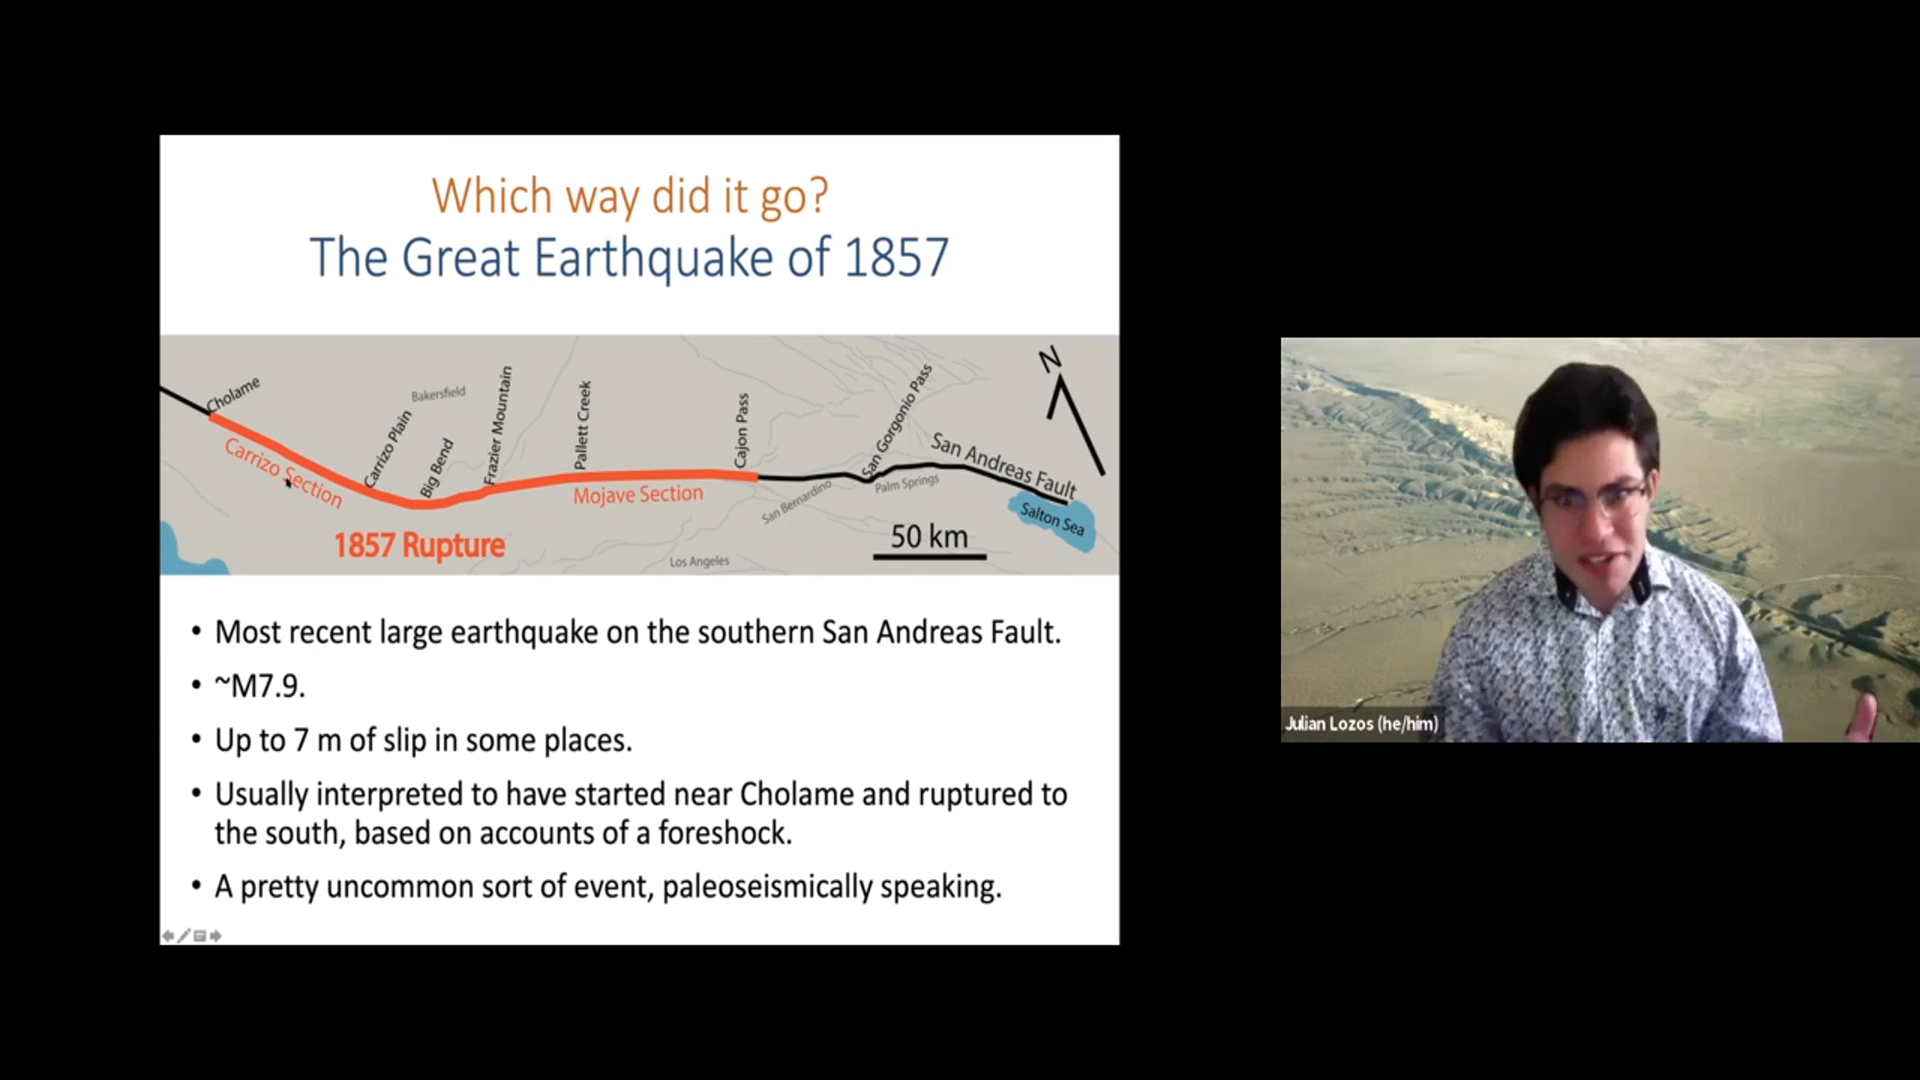 Which way did it go?
The Great Earthquake of 1857
Cholame
Carrizo Section
Carrizo Plain
Bakersfield
Big Bend
Frazier Mountain
Pallett Creek
Mojave Section
Cajon Pass
San Bernardino
San Gorgonio Pass
Palm Springs
San Andreas Fault
Salton Sea
N
1857 Rupture
Los Angeles
50 km
• Most recent large earthquake on the southern San Andreas Fault.
• ~M7.9.
• Up to 7 m of slip in some places.
• Usually interpreted to have started near Cholame and ruptured to
the south, based on accounts of a foreshock.
• A pretty uncommon sort of event, paleoseismically speaking.
Julian Lozos (he/him)